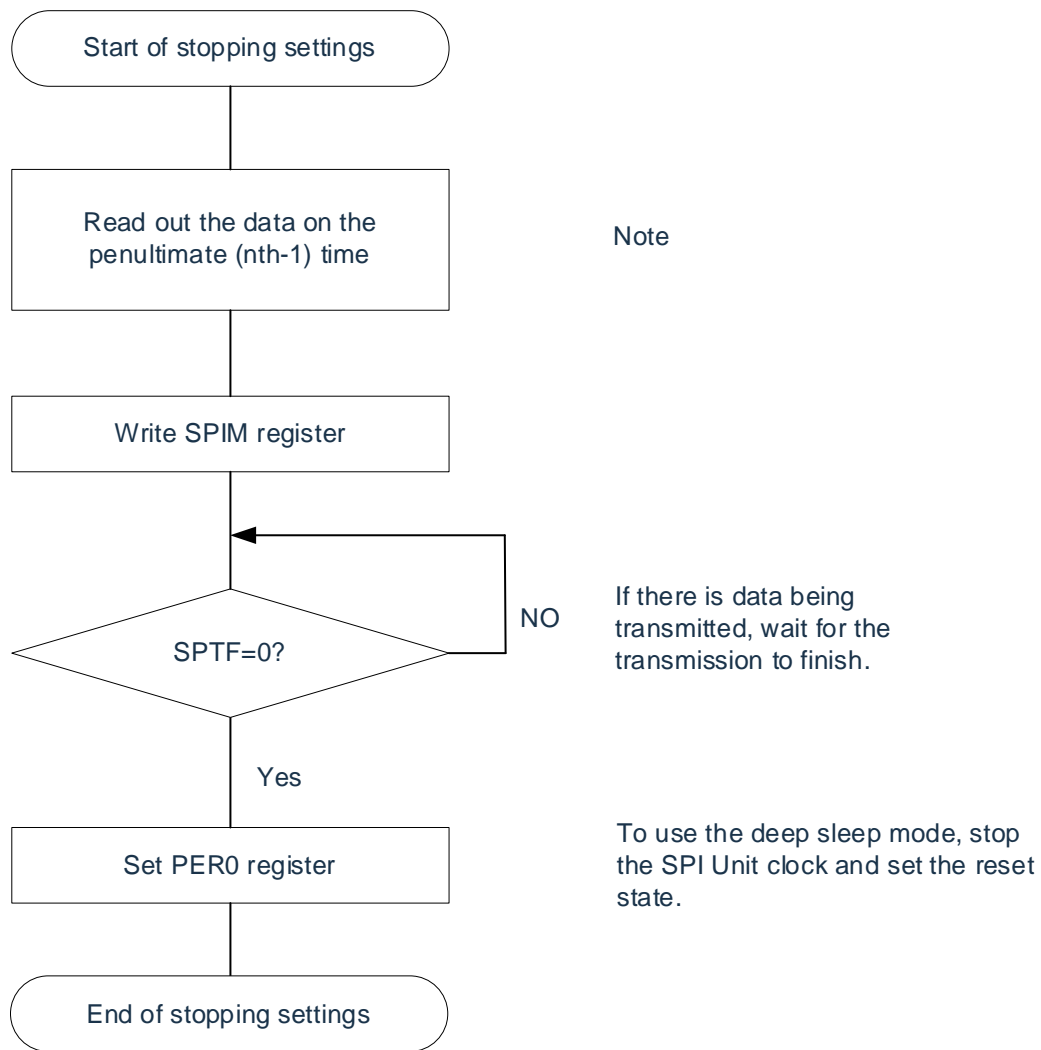 Start of stopping settings
Read out the data on the
penultimate (nth-1) time
Note
Write SPIM register
SPTF=0?
NO
If there is data being
transmitted, wait for the
transmission to finish.
Yes
Set PER0 register
To use the deep sleep mode, stop
the SPI Unit clock and set the reset
state.
End of stopping settings